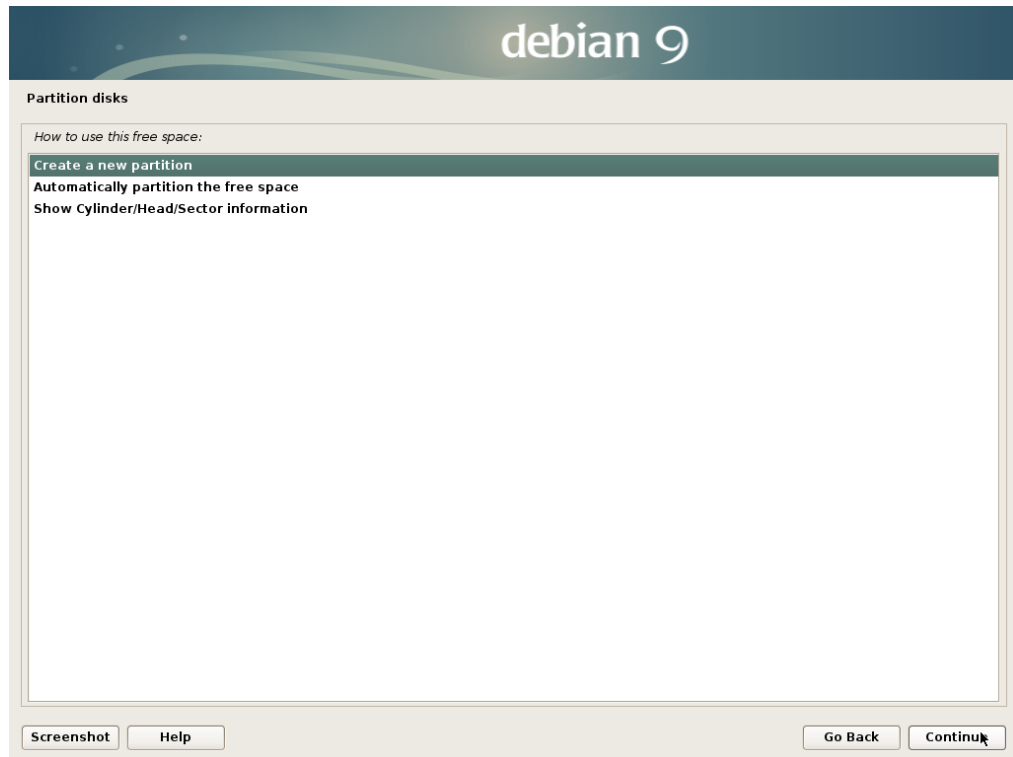 debian 9
Partition disks
How to use this free space:
Create a new partition
Automatically partition the free space
Show Cylinder/Head/Sector information
Screenshot Help Go Back Continue